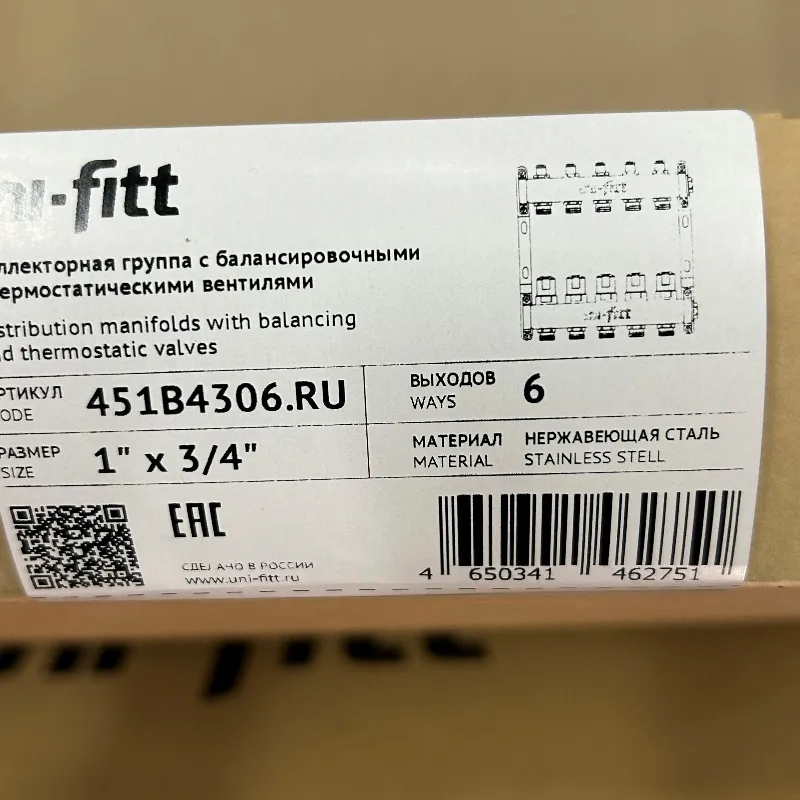 ni-fitt
uni-fitt
ллекторная группа с балансировочными
ермостатическими вентилями
stribution manifolds with balancing
d thermostatic valves
РТИКУЛ
ODE
451B4306.RU
ВЫХОДОВ
WAYS
6
РАЗМЕР
SIZE
1" x 3/4"
МАТЕРИАЛ
MATERIAL
НЕРЖАВЕЮЩАЯ СТАЛЬ
STAINLESS STELL
EAC
СДЕЛАНО В РОССИИ
www.uni-fitt.ru
4 650341 462751